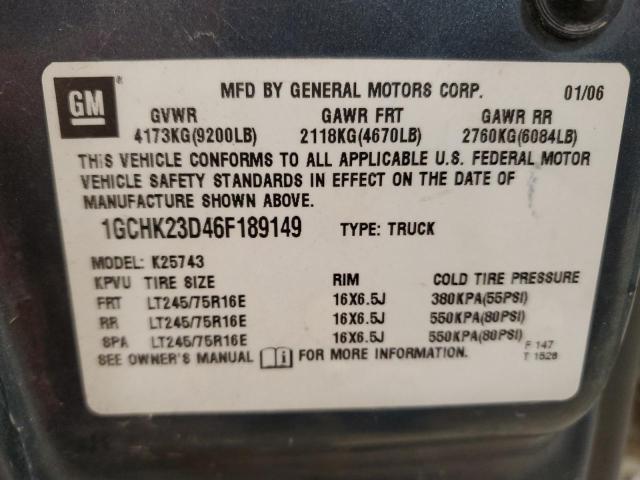 GM
MFD BY GENERAL MOTORS CORP. 01/06
GVWR GAWR FRT GAWR RR
4173KG(9200LB) 2118KG(4670LB) 2760KG(6084LB)
THIS VEHICLE CONFORMS TO ALL APPLICABLE U.S. FEDERAL MOTOR
VEHICLE SAFETY STANDARDS IN EFFECT ON THE DATE OF
MANUFACTURE SHOWN ABOVE.
1GCHK23D46F189149 TYPE: TRUCK
MODEL: K25743
KPVU TIRE SIZE RIM COLD TIRE PRESSURE
FRT LT245/75R16E 16X6.5J 380KPA(55PSI)
RR LT245/75R16E 16X6.5J 550KPA(80PSI)
SPA LT245/75R16E 16X6.5J 550KPA(80PSI)
SEE OWNER'S MANUAL i FOR MORE INFORMATION.
F 147
T 1526